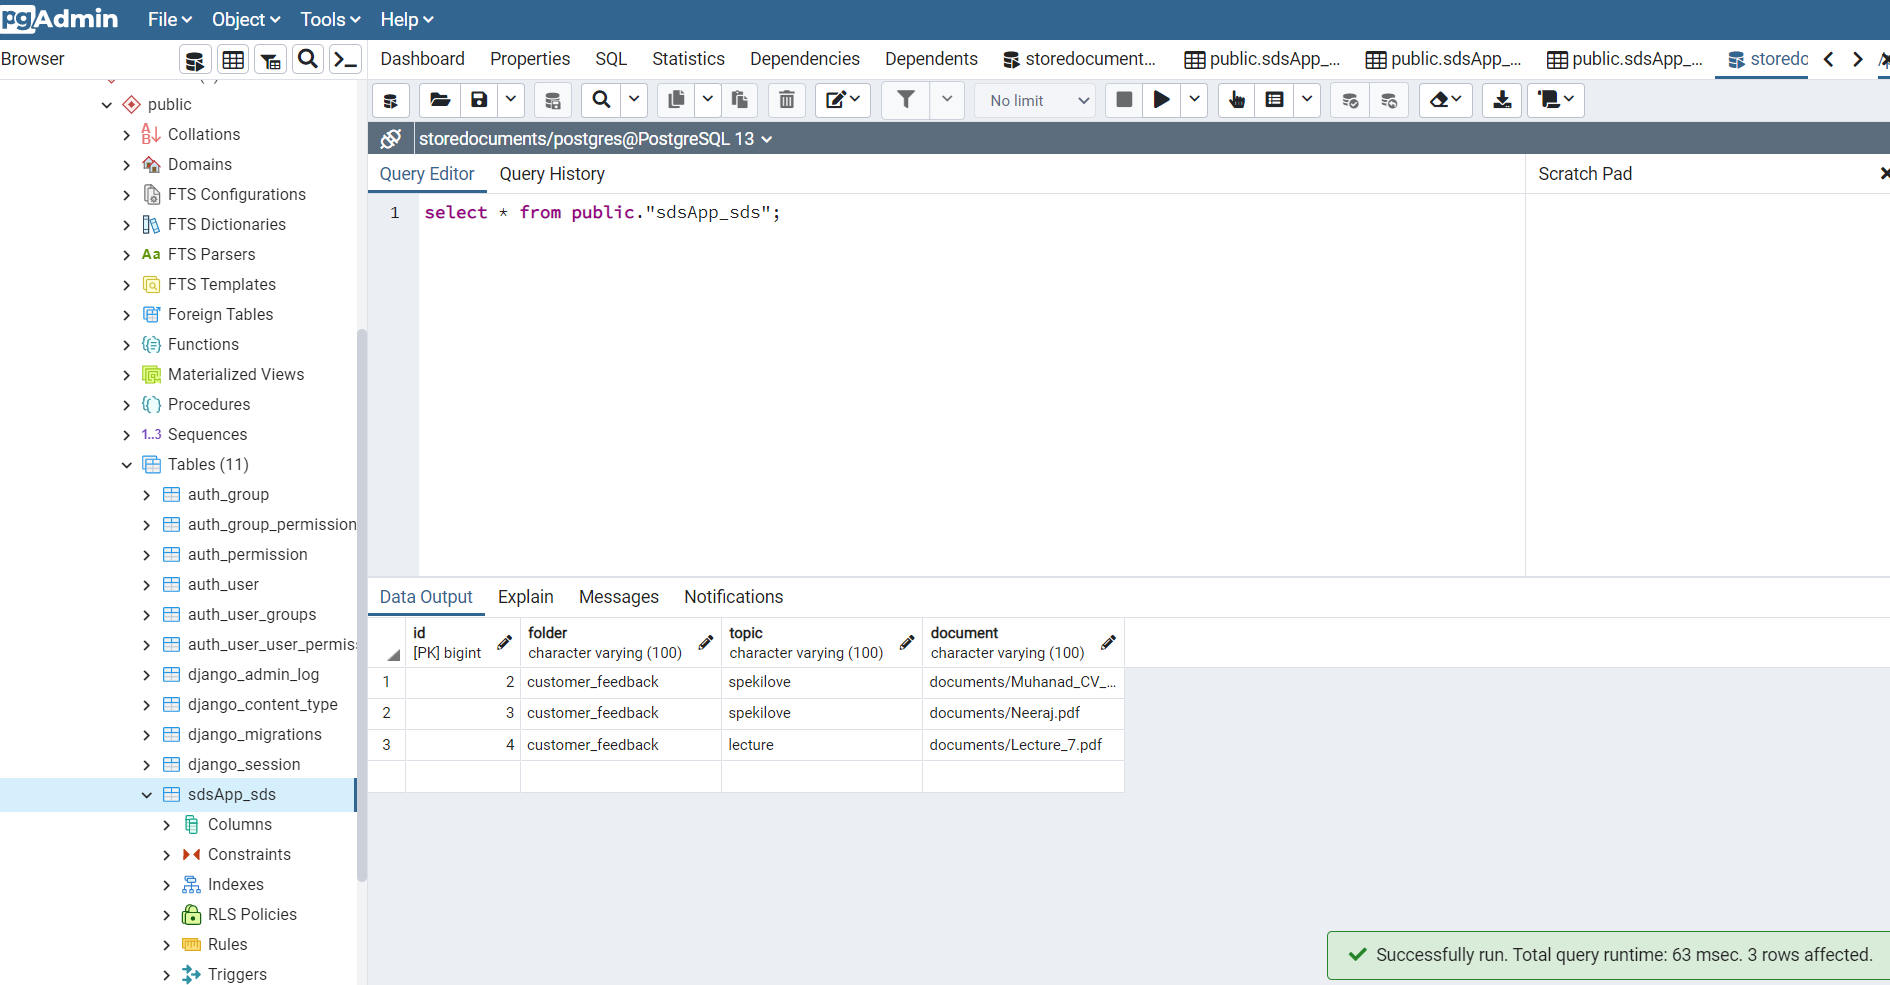 pgAdmin File Object Tools Help
Browser
Dashboard Properties SQL Statistics Dependencies Dependents storedocument... public.sdsApp_... public.sdsApp_... public.sdsApp_... storedo
No limit
storedocuments/postgres@PostgreSQL 13
Query Editor Query History
Scratch Pad
1 select * from public."sdsApp_sds";
public
Collations
Domains
FTS Configurations
FTS Dictionaries
Aa FTS Parsers
FTS Templates
Foreign Tables
Functions
Materialized Views
Procedures
1..3 Sequences
Tables (11)
auth_group
auth_group_permission
auth_permission
auth_user
auth_user_groups
auth_user_user_permis
django_admin_log
django_content_type
django_migrations
django_session
sdsApp_sds
Columns
Constraints
Indexes
RLS Policies
Rules
Triggers
Data Output Explain Messages Notifications
id folder topic document
[PK] bigint character varying (100) character varying (100) character varying (100)
1 2 customer_feedback spekilove documents/Muhanad_CV_...
2 3 customer_feedback spekilove documents/Neeraj.pdf
3 4 customer_feedback lecture documents/Lecture_7.pdf
Successfully run. Total query runtime: 63 msec. 3 rows affected.